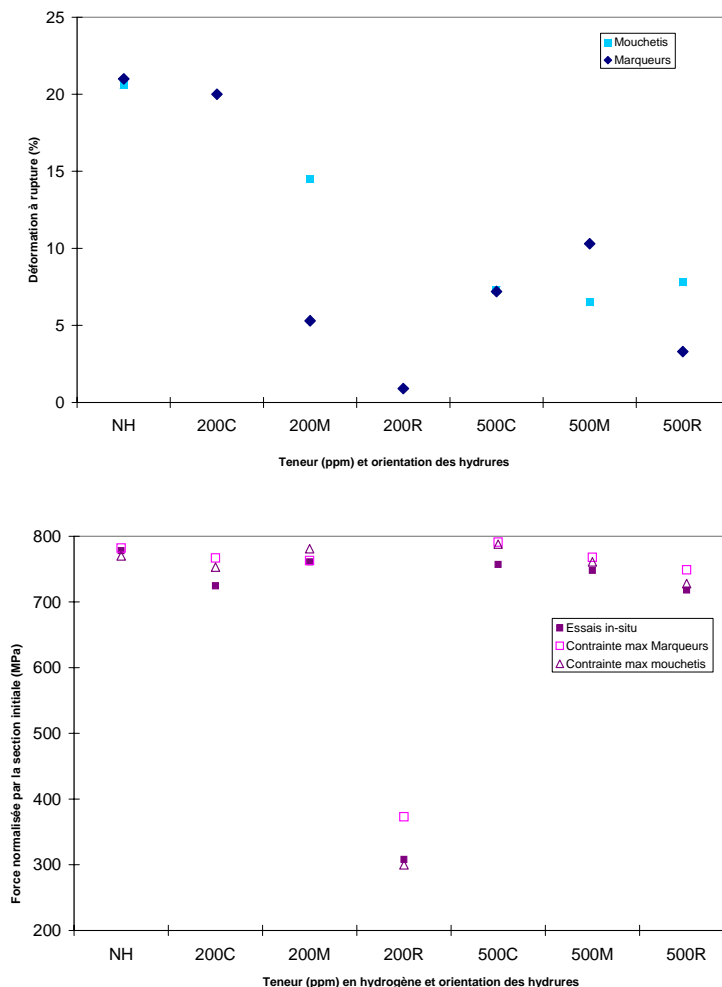 25
20
15
10
5
0
Déformation à rupture (%)
Mouchetis
Marqueurs
NH 200C 200M 200R 500C 500M 500R
Teneur (ppm) et orientation des hydrures
800
700
600
500
400
300
200
Force normalisée par la section initiale (MPa)
Essais in-situ
Contrainte max Marqueurs
Contrainte max mouchetis
NH 200C 200M 200R 500C 500M 500R
Teneur (ppm) en hydrogène et orientation des hydrures